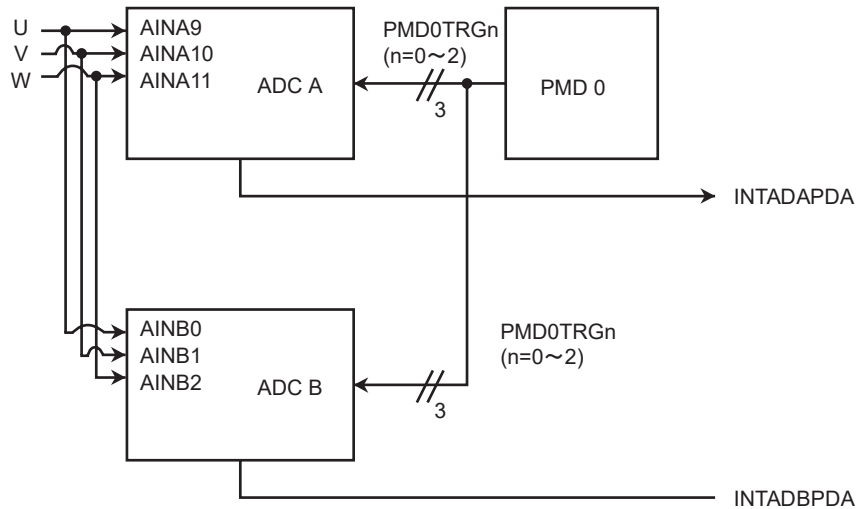 U
V
W
AINA9
AINA10
AINA11
ADC A
PMD0TRGn
(n=0～2)
3
PMD 0
INTADAPDA
AINB0
AINB1
AINB2
ADC B
PMD0TRGn
(n=0～2)
3
INTADBPDA